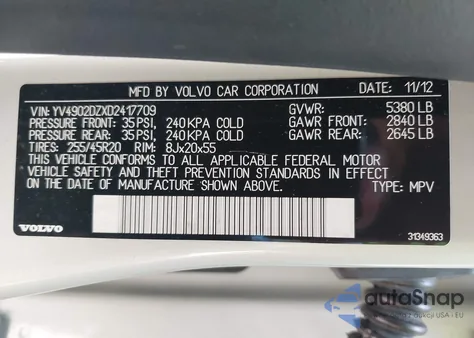 MFD BY VOLVO CAR CORPORATION DATE: 11/12
VIN: YV4902DZXD2417709 GVWR: 5380 LB
PRESSURE FRONT: 35PSI, 240KPA COLD GAWR FRONT: 2840 LB
PRESSURE REAR: 35PSI, 240KPA COLD GAWR REAR: 2645 LB
TIRES: 255/45R20 RIM: 8Jx20x55
THIS VEHICLE CONFORMS TO ALL APPLICABLE FEDERAL MOTOR
VEHICLE SAFETY AND THEFT PREVENTION STANDARDS IN EFFECT
ON THE DATE OF MANUFACTURE SHOWN ABOVE. TYPE: MPV
VOLVO 31349363
autoSnap
USA - EU